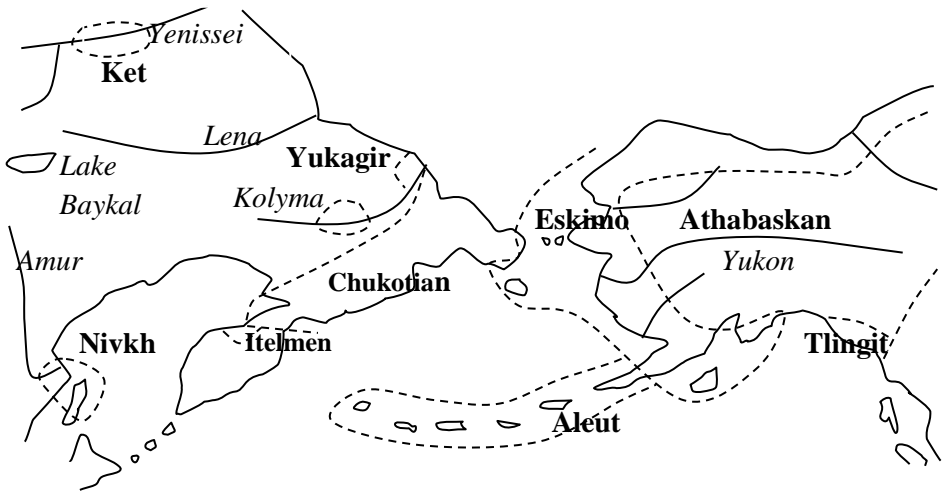 Yenissei
Ket
Lena
Yukagir
Lake
Baykal
Kolyma
Eskimo
Athabaskan
Amur
Yukon
Chukotian
Nivkh
Itelmen
Tlingit
Aleut